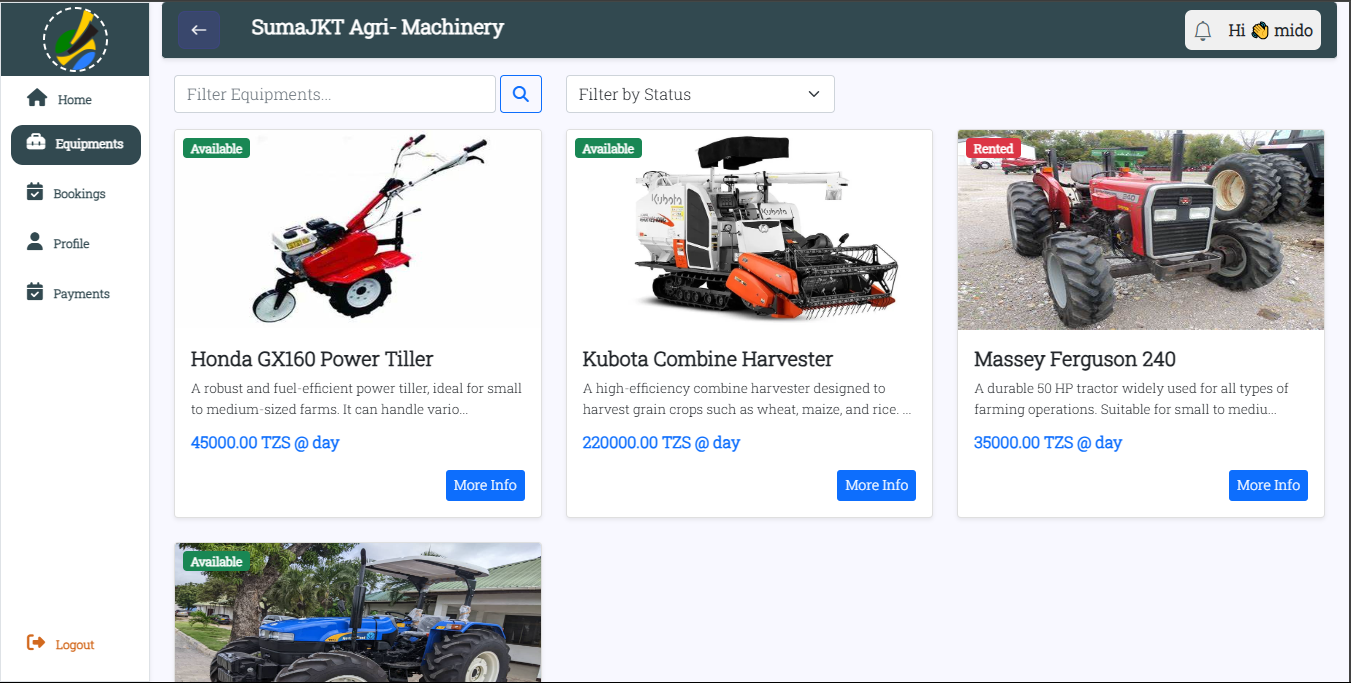 SumaJKT Agri- Machinery
Hi 👏 mido
Home
Equipments
Bookings
Profile
Payments
Logout
Filter Equipments...
Filter by Status
Available
Kubota
Kubota
Available
Rented
240
Honda GX160 Power Tiller
A robust and fuel-efficient power tiller, ideal for small
to medium-sized farms. It can handle vario...
45000.00 TZS @ day
More Info
Kubota Combine Harvester
A high-efficiency combine harvester designed to
harvest grain crops such as wheat, maize, and rice. ...
220000.00 TZS @ day
More Info
Massey Ferguson 240
A durable 50 HP tractor widely used for all types of
farming operations. Suitable for small to mediu...
35000.00 TZS @ day
More Info
Available